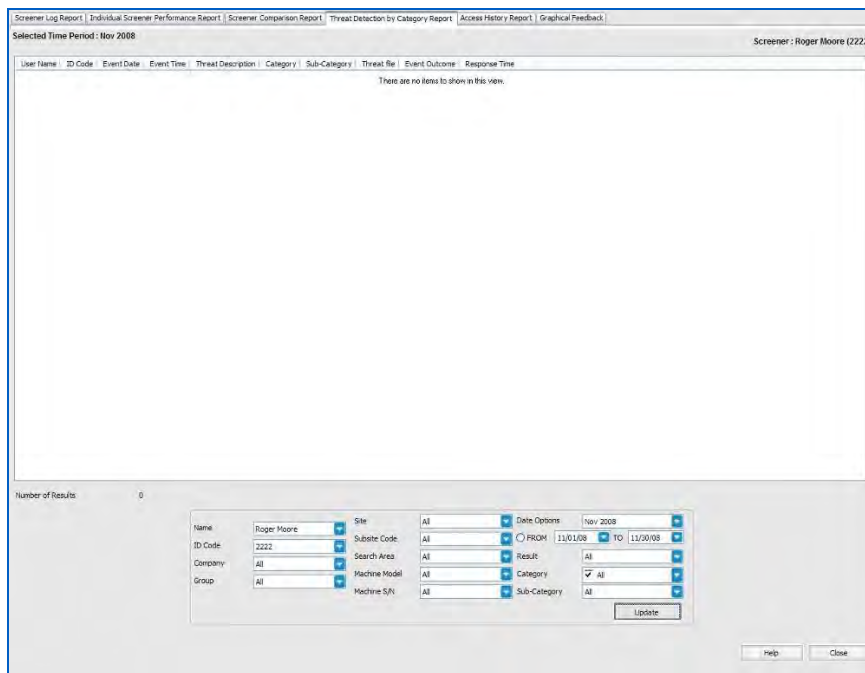 Screener Log Report Individual Screener Performance Report Screener Comparison Report Threat Detection by Category Report Access History Report Graphical Feedback
Selected Time Period : Nov 2008
Screener : Roger Moore (2222
User Name ID Code Event Date Event Time Threat Description Category Sub-Category Threat file Event Outcome Response Time
There are no items to show in this view.
Number of Results 0
Name Roger Moore
ID Code 2222
Company All
Group All
Site All
Subsite Code All
Search Area All
Machine Model All
Machine S/N All
Date Options Nov 2008
FROM 11/01/08 TO 11/30/08
Result All
Category All
Sub-Category All
Update
Help Close